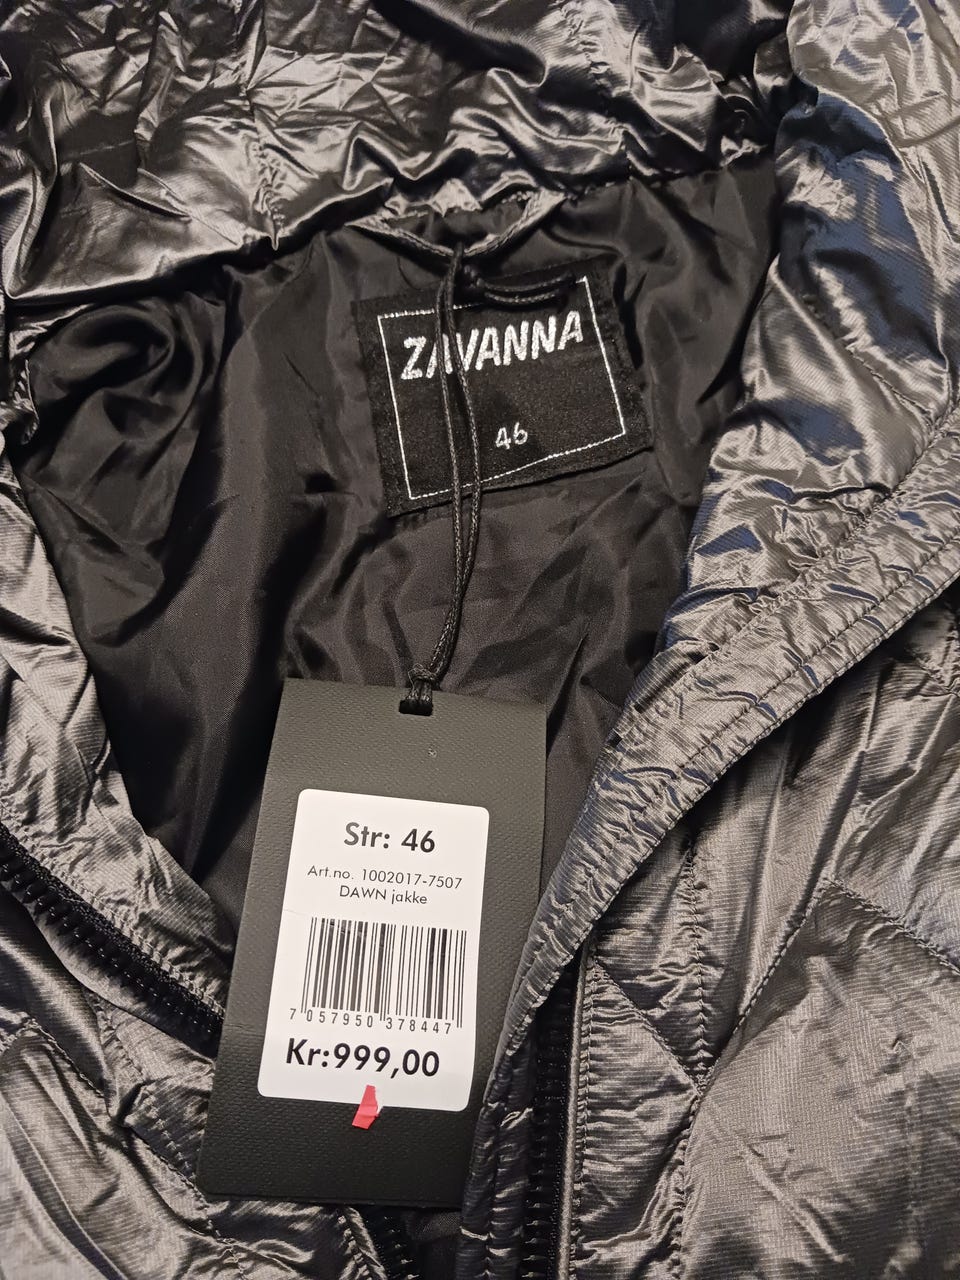 ZAVANNA
46
Str: 46
Art.no. 1002017-7507
DAWN jakke
7 057950 378447
Kr:999,00